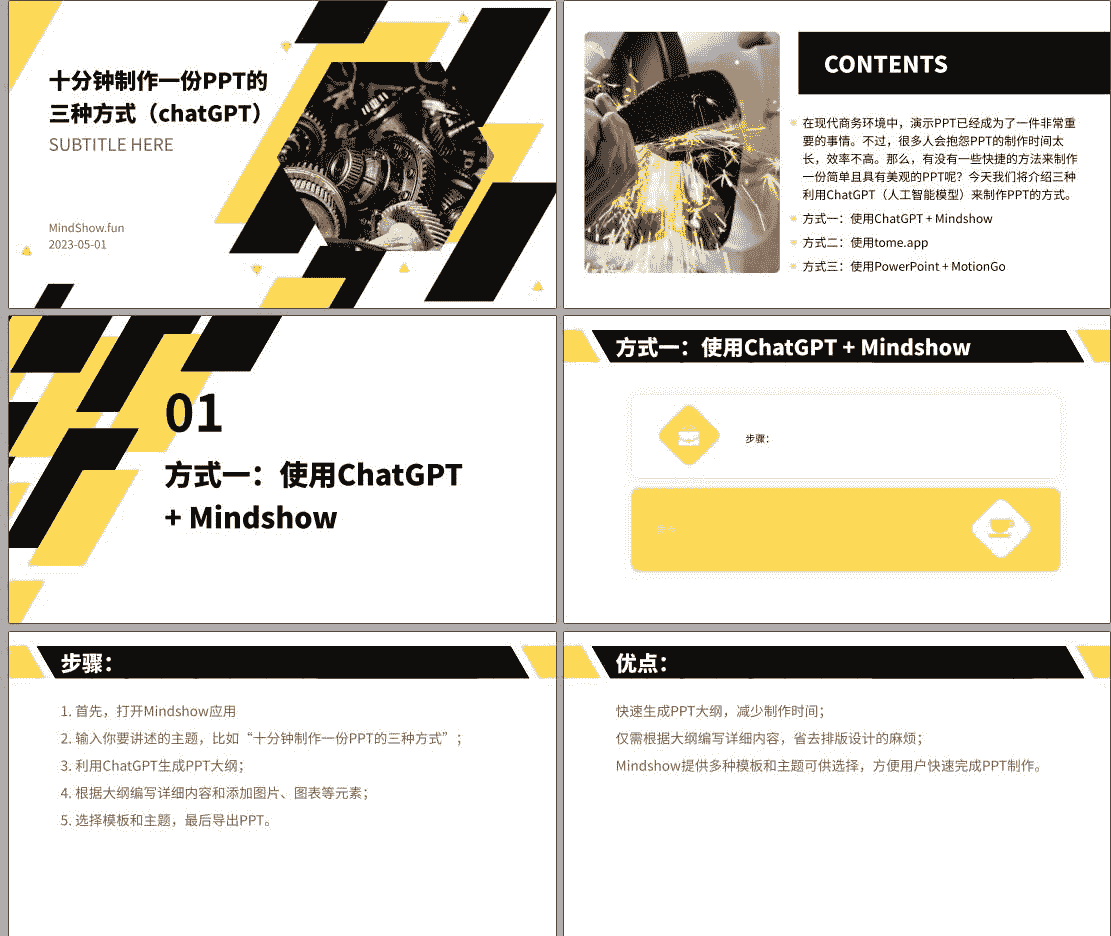 十分钟制作一份PPT的
三种方式（chatGPT）
SUBTITLE HERE
MindShow.fun
2023-05-01
CONTENTS
在现代商务环境中，演示PPT已经成为了一件非常重
要的事情。不过，很多人会抱怨PPT的制作时间太
长，效率不高。那么，有没有一些快捷的方法来制作
一份简单且具有美观的PPT呢？今天我们将介绍三种
利用ChatGPT（人工智能模型）来制作PPT的方式。
方式一：使用ChatGPT + Mindshow
方式二：使用tome.app
方式三：使用PowerPoint + MotionGo
01
方式一：使用ChatGPT
+ Mindshow
方式一：使用ChatGPT + Mindshow
步骤：
步骤：
1. 首先，打开Mindshow应用
2. 输入你要讲述的主题，比如“十分钟制作一份PPT的三种方式”；
3. 利用ChatGPT生成PPT大纲；
4. 根据大纲编写详细内容和添加图片、图表等元素；
5. 选择模板和主题，最后导出PPT。
优点：
快速生成PPT大纲，减少制作时间；
仅需根据大纲编写详细内容，省去排版设计的麻烦；
Mindshow提供多种模板和主题可供选择，方便用户快速完成PPT制作。